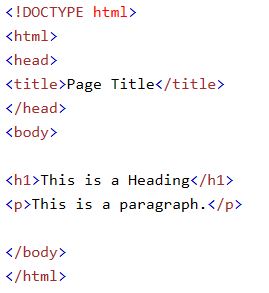 <!DOCTYPE html>
<html>
<head>
<title>Page Title</title>
</head>
<body>

<h1>This is a Heading</h1>
<p>This is a paragraph.</p>

</body>
</html>